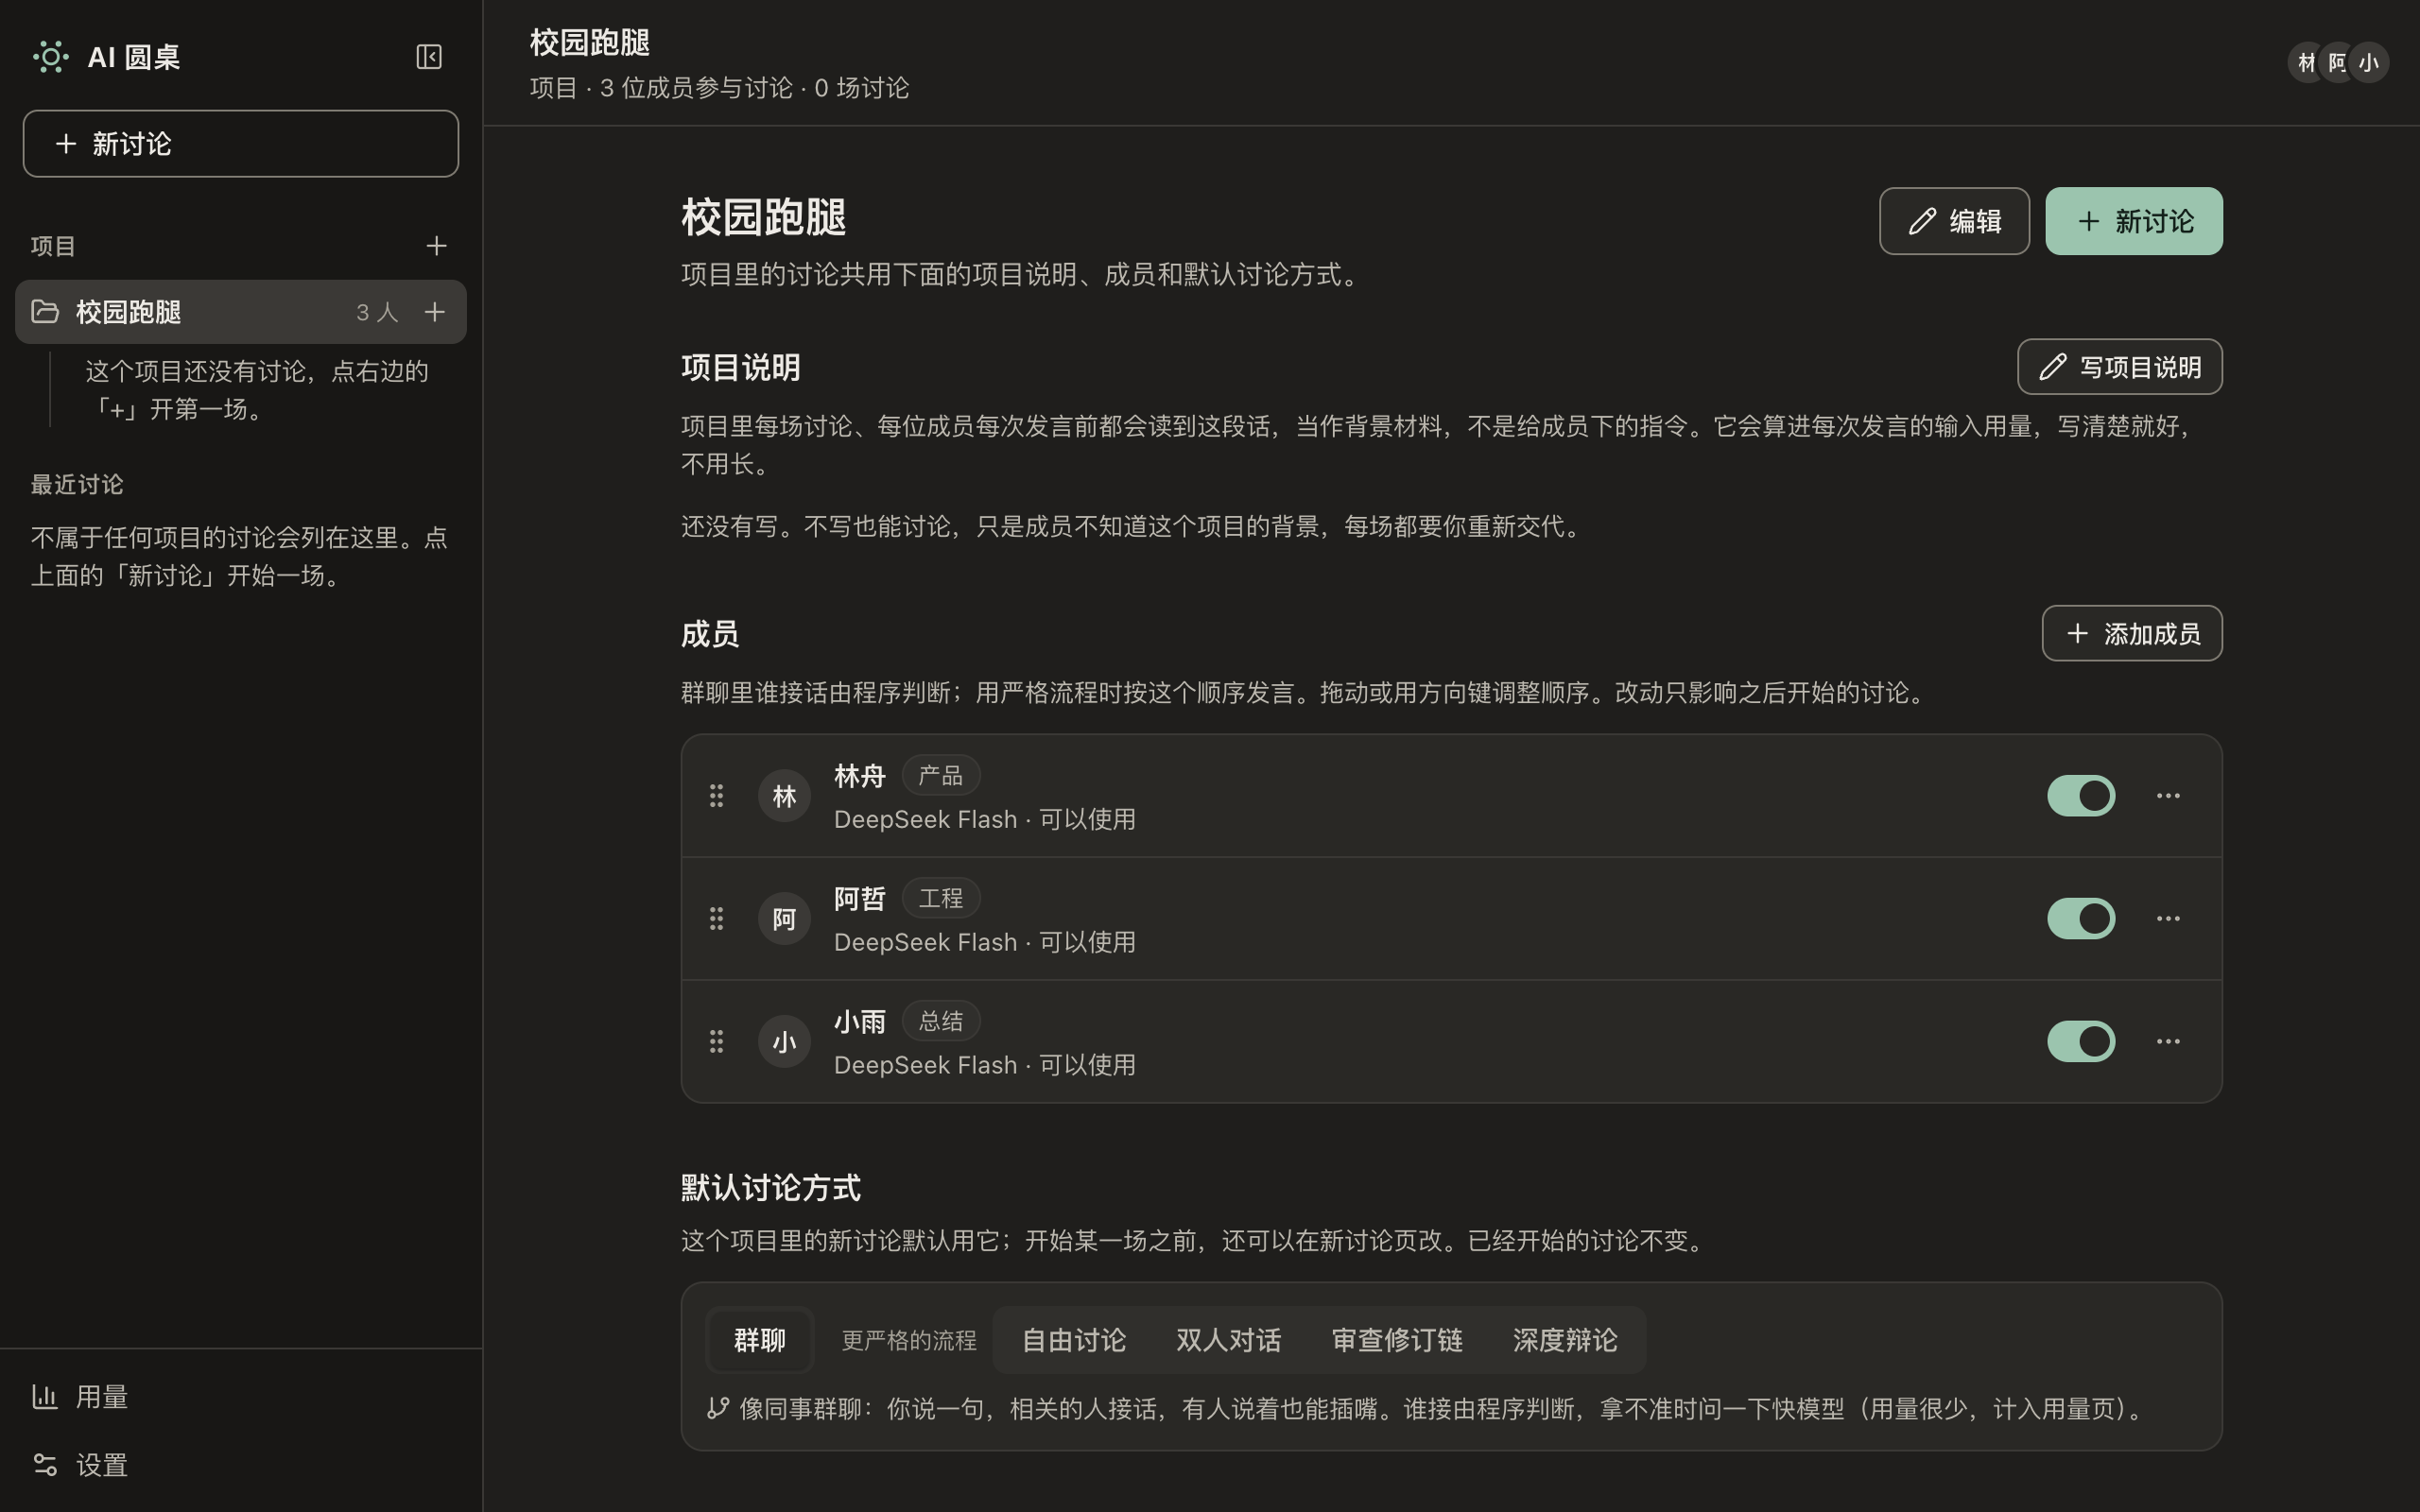 AI 圆桌
新讨论
项目
校园跑腿 3 人
这个项目还没有讨论，点右边的
「+」开第一场。
最近讨论
不属于任何项目的讨论会列在这里。点
上面的「新讨论」开始一场。
用量
设置
校园跑腿
项目 · 3 位成员参与讨论 · 0 场讨论
林 阿 小
校园跑腿
编辑
新讨论
项目里的讨论共用下面的项目说明、成员和默认讨论方式。
项目说明
写项目说明
项目里每场讨论、每位成员每次发言前都会读到这段话，当作背景材料，不是给成员下的指令。它会算进每次发言的输入用量，写清楚就好，
不用长。
还没有写。不写也能讨论，只是成员不知道这个项目的背景，每场都要你重新交代。
成员
添加成员
群聊里谁接话由程序判断；用严格流程时按这个顺序发言。拖动或用方向键调整顺序。改动只影响之后开始的讨论。
林
林舟 产品
DeepSeek Flash · 可以使用
阿
阿哲 工程
DeepSeek Flash · 可以使用
小
小雨 总结
DeepSeek Flash · 可以使用
默认讨论方式
这个项目里的新讨论默认用它；开始某一场之前，还可以在新讨论页改。已经开始的讨论不变。
群聊 更严格的流程 自由讨论 双人对话 审查修订链 深度辩论
像同事群聊：你说一句，相关的人接话，有人说着也能插嘴。谁接由程序判断，拿不准时问一下快模型（用量很少，计入用量页）。